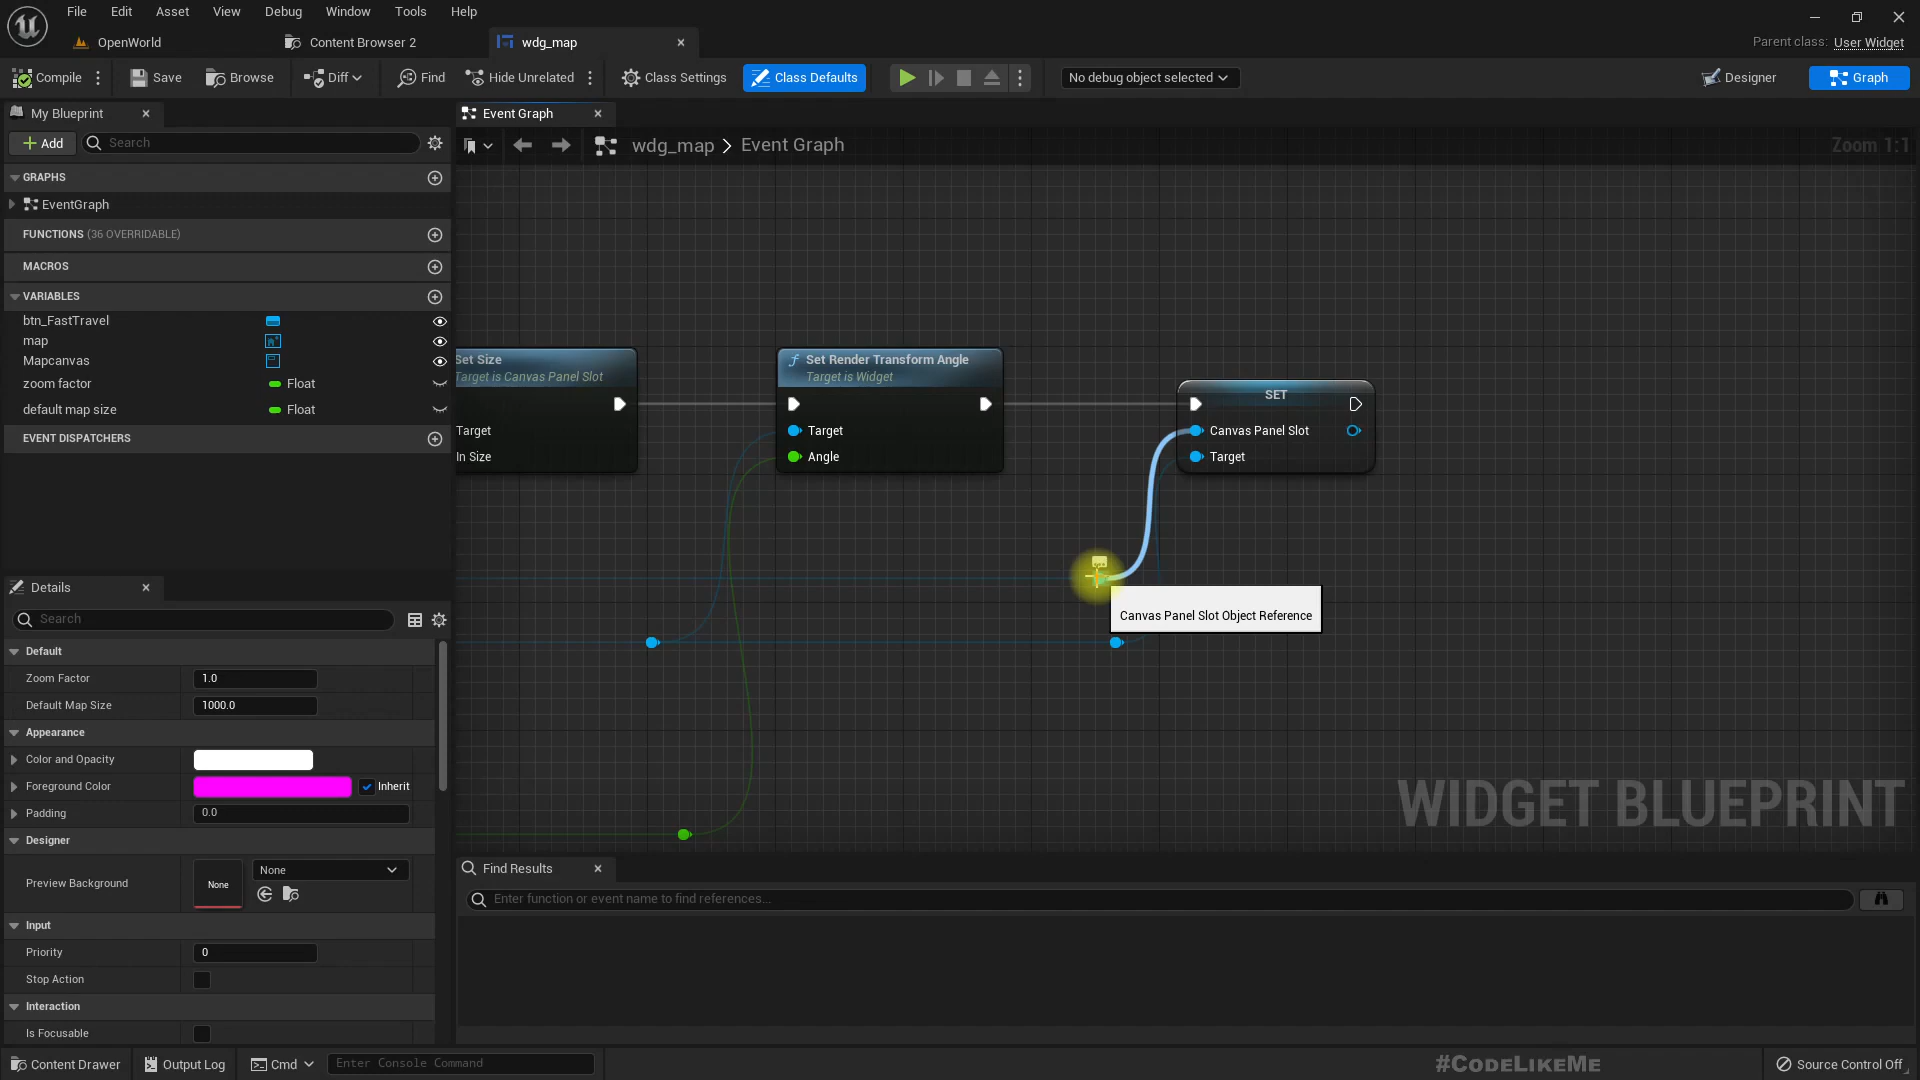 File Edit Asset View Debug Window Tools Help
OpenWorld
Content Browser 2
wdg_map
Parent class: User Widget
Compile
Save
Browse
Diff
Find
Hide Unrelated
Class Settings
Class Defaults
No debug object selected
Designer
Graph
My Blueprint
Event Graph
Add
Search
wdg_map > Event Graph
Zoom 1:1
GRAPHS
EventGraph
FUNCTIONS (36 OVERRIDABLE)
MACROS
VARIABLES
btn_FastTravel
map
Mapcanvas
zoom factor Float
default map size Float
EVENT DISPATCHERS
Set Size
Target is Canvas Panel Slot
Target
In Size
Set Render Transform Angle
Target is Widget
Target
Angle
SET
Canvas Panel Slot
Target
Canvas Panel Slot Object Reference
WIDGET BLUEPRINT
Details
Search
Default
Zoom Factor 1.0
Default Map Size 1000.0
Appearance
Color and Opacity
Foreground Color Inherit
Padding 0.0
Designer
Preview Background None None
Input
Priority 0
Stop Action
Interaction
Is Focusable
Find Results
Enter function or event name to find references...
Content Drawer
Output Log
Cmd
Enter Console Command
#CODELIKEME
Source Control Off